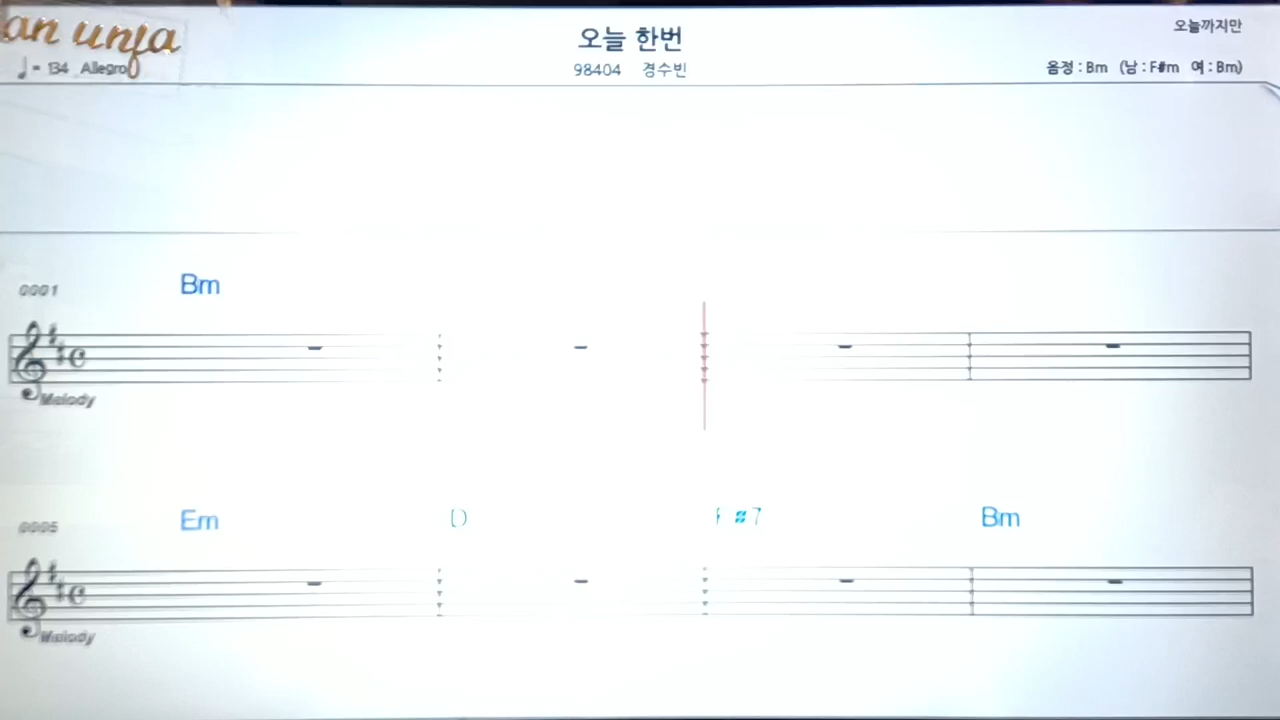 an unja
오늘 한번
오늘까지만
♩= 134 Allegro
98404 경수빈
음정 : Bm (남 : F#m 여 : Bm)
0001
Bm
Melody
0005
Em D F#7 Bm
Melody